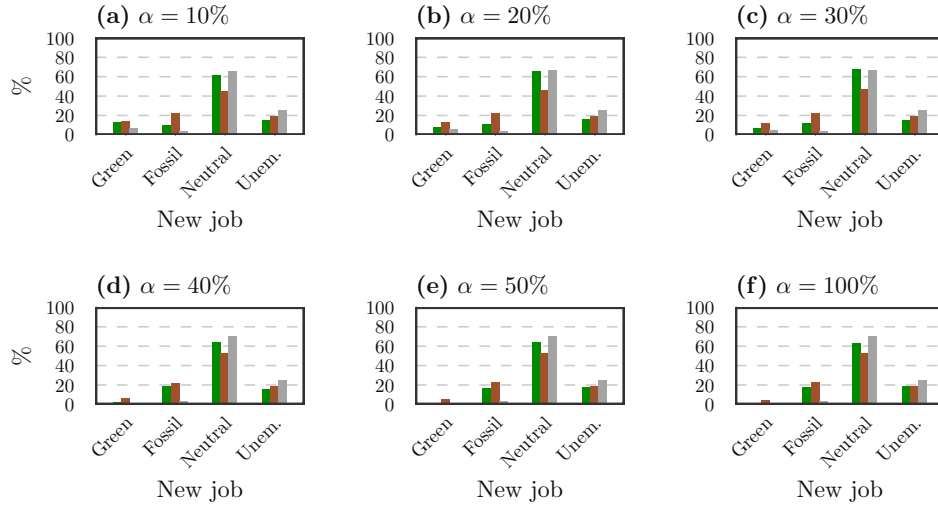 (a) α = 10%
(b) α = 20%
(c) α = 30%
%
100
80
60
40
20
0
100
80
60
40
20
0
100
80
60
40
20
0
Green Fossil Neutral Unem.
Green Fossil Neutral Unem.
Green Fossil Neutral Unem.
New job
New job
New job
(d) α = 40%
(e) α = 50%
(f) α = 100%
%
100
80
60
40
20
0
100
80
60
40
20
0
100
80
60
40
20
0
Green Fossil Neutral Unem.
Green Fossil Neutral Unem.
Green Fossil Neutral Unem.
New job
New job
New job